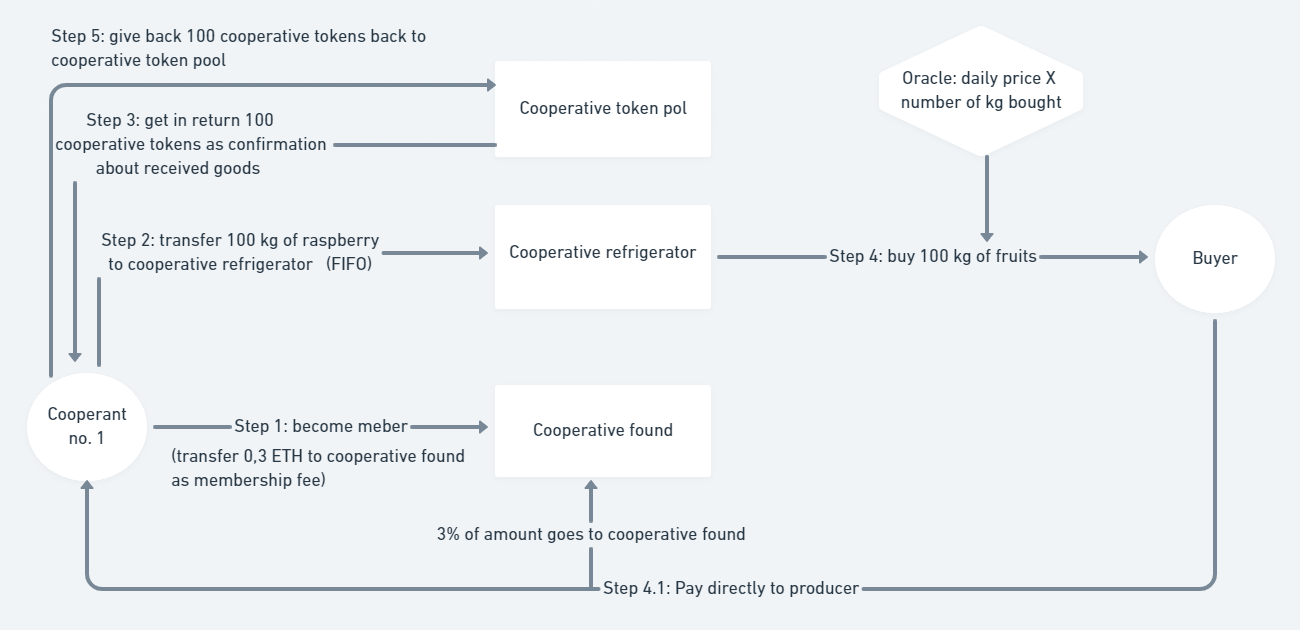 Step 5: give back 100 cooperative tokens back to
cooperative token pool
Oracle: daily price X
number of kg bought
Cooperative token pol
Step 3: get in return 100
cooperative tokens as confirmation
about received goods
Step 2: transfer 100 kg of raspberry
to cooperative refrigerator (FIFO)
Cooperative refrigerator
Step 4: buy 100 kg of fruits
Buyer
Cooperant
no. 1
Step 1: become meber
(transfer 0,3 ETH to cooperative found
as membership fee)
Cooperative found
3% of amount goes to cooperative found
Step 4.1: Pay directly to producer